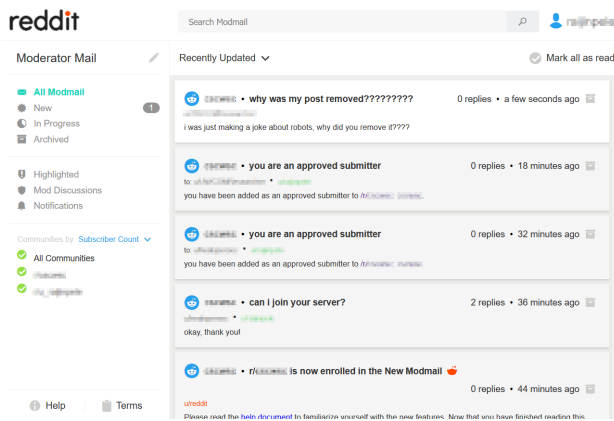 reddit
Search Modmail
Moderator Mail
Recently Updated
Mark all as read
All Modmail
New 1
In Progress
Archived
Highlighted
Mod Discussions
Notifications
Communities by Subscriber Count
All Communities
Help Terms
• why was my post removed????????? 0 replies • a few seconds ago
i was just making a joke about robots, why did you remove it????
• you are an approved submitter 0 replies • 18 minutes ago
to: •
you have been added as an approved submitter to /r/
• you are an approved submitter 0 replies • 32 minutes ago
to: •
you have been added as an approved submitter to /r/
• can i join your server? 2 replies • 36 minutes ago
•
okay, thank you!
• r/ is now enrolled in the New Modmail
0 replies • 44 minutes ago
u/reddit
Please read the help document to familiarize yourself with the new features. Now that you have finished reading this,